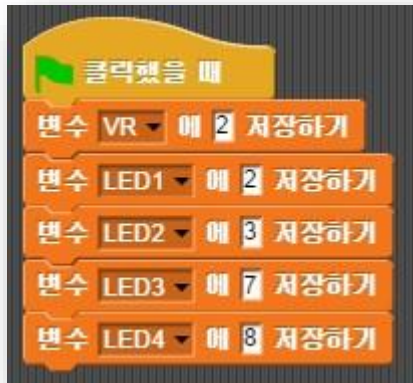 클릭했을 때
변수 VR 에 2 저장하기
변수 LED1 에 2 저장하기
변수 LED2 에 3 저장하기
변수 LED3 에 7 저장하기
변수 LED4 에 8 저장하기